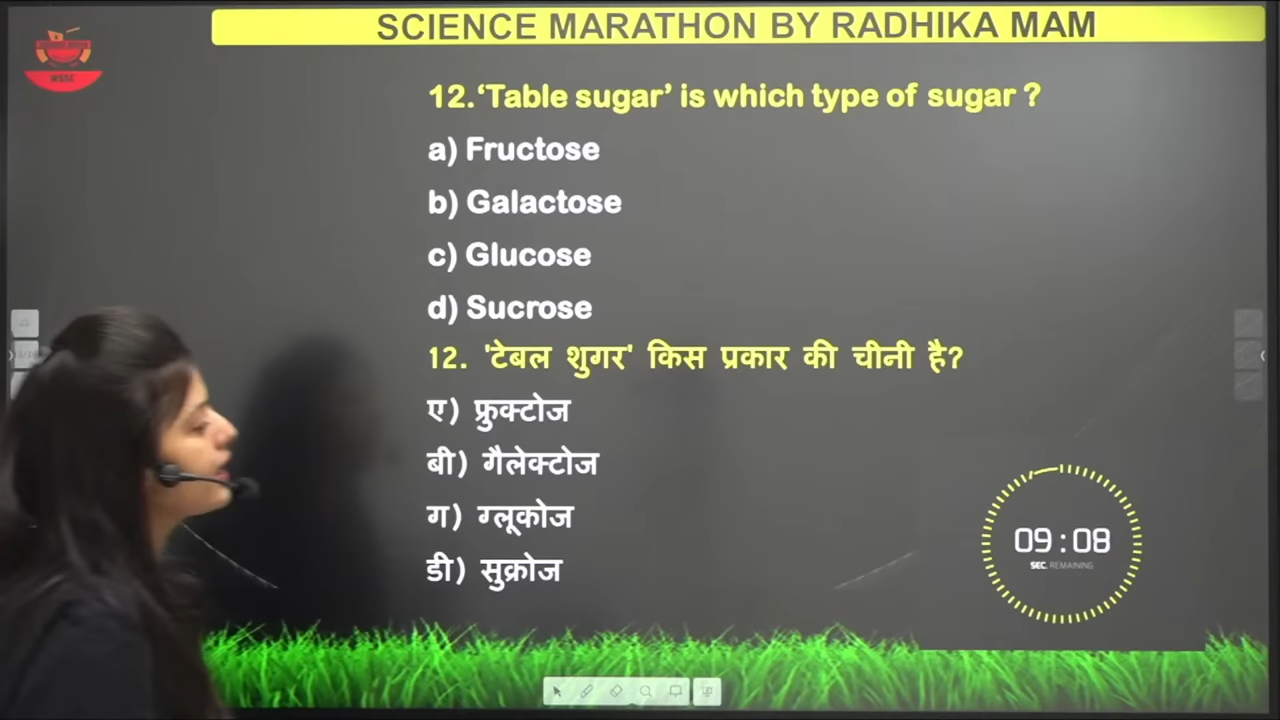 SCIENCE MARATHON BY RADHIKA MAM
WSSC
12. ‘Table sugar’ is which type of sugar ?
a) Fructose
b) Galactose
c) Glucose
d) Sucrose
12. 'टेबल शुगर' किस प्रकार की चीनी है?
ए) फ्रुक्टोज
बी) गैलेक्टोज
ग) ग्लूकोज
डी) सुक्रोज
09:08
SEC. REMAINING